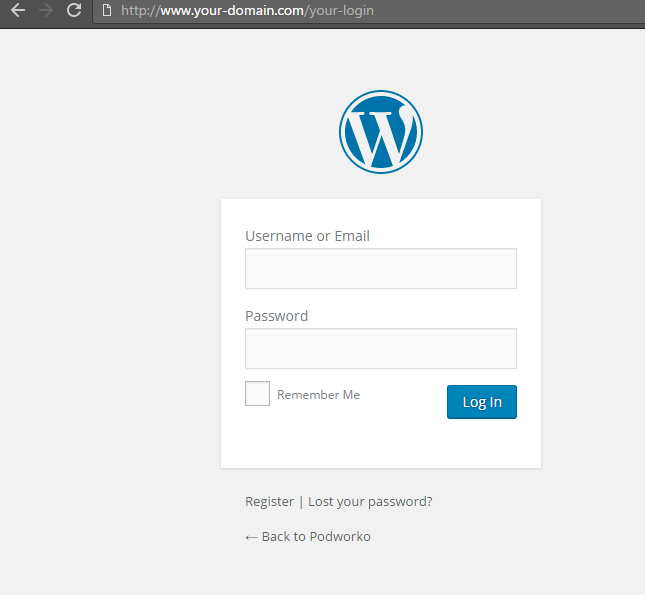 http://www.your-domain.com/your-login
Username or Email
Password
Remember Me
Log In
Register | Lost your password?
← Back to Podworko